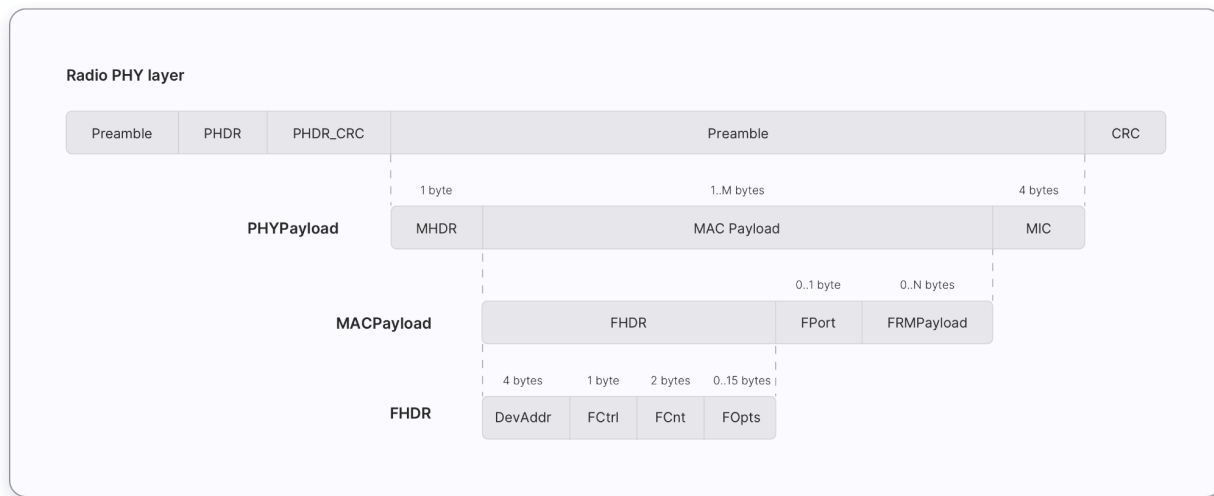 Radio PHY layer
Preamble PHDR PHDR_CRC Preamble CRC
1 byte 1..M bytes 4 bytes
PHYPayload MHDR MAC Payload MIC
0..1 byte 0..N bytes
MACPayload FHDR FPort FRMPayload
4 bytes 1 byte 2 bytes 0..15 bytes
FHDR DevAddr FCtrl FCnt FOpts